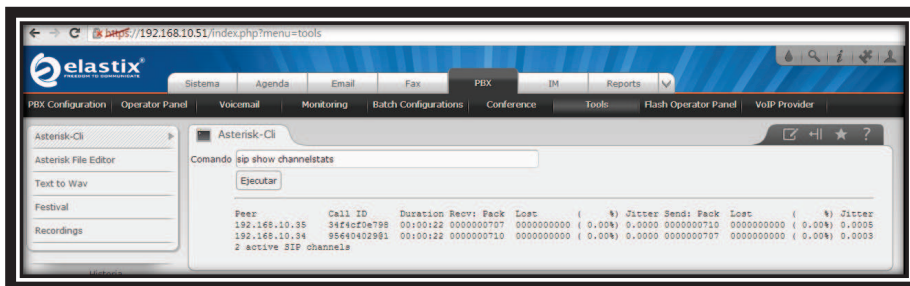 https://192.168.10.51/index.php?menu=tools
elastix®
FREEDOM TO COMMUNICATE
Sistema Agenda Email Fax PBX IM Reports
PBX Configuration Operator Panel Voicemail Monitoring Batch Configurations Conference Tools Flash Operator Panel VoIP Provider
Asterisk-Cli
Asterisk File Editor
Text to Wav
Festival
Recordings
Historia
Asterisk-Cli
Comando sip show channelstats
Ejecutar
Peer Call ID Duration Recv: Pack Lost ( %) Jitter Send: Pack Lost ( %) Jitter
192.168.10.35 34f4cf0e798 00:00:22 0000000707 0000000000 ( 0.00%) 0.0000 0000000710 0000000000 ( 0.00%) 0.0005
192.168.10.34 95640402981 00:00:22 0000000710 0000000000 ( 0.00%) 0.0000 0000000707 0000000000 ( 0.00%) 0.0003
2 active SIP channels